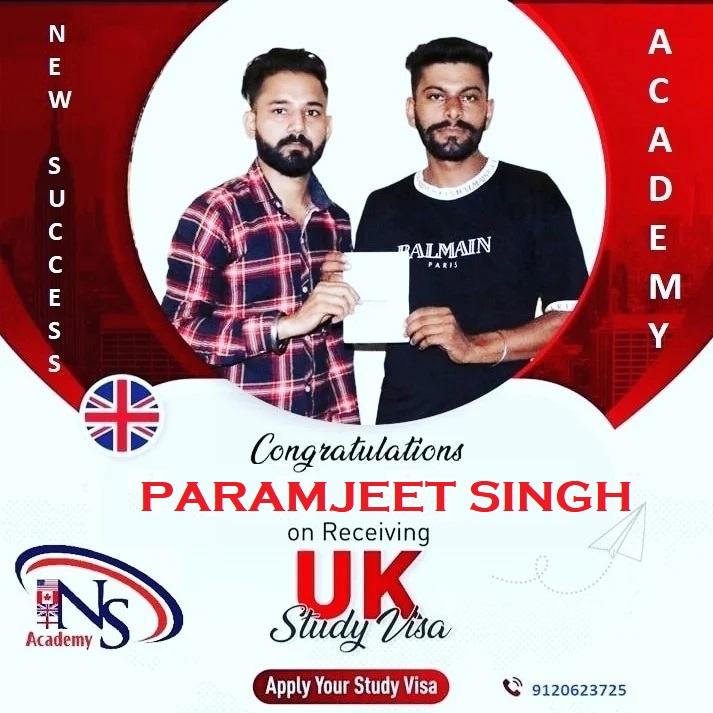 NEW SUCCESS
ACADEMY
BALMAIN
PARIS
Congratulations
PARAMJEET SINGH
on Receiving
UK
Study Visa
NS
Academy
Apply Your Study Visa
9120623725